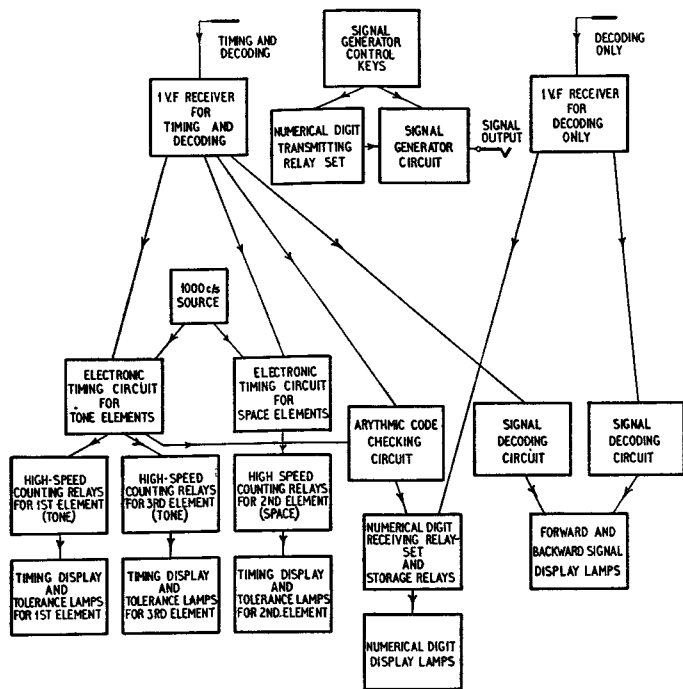 TIMING AND
DECODING
SIGNAL
GENERATOR
CONTROL
KEYS
DECODING
ONLY
1 V.F RECEIVER
FOR
TIMING AND
DECODING
NUMERICAL DIGIT
TRANSMITTING
RELAY SET
SIGNAL
GENERATOR
CIRCUIT
SIGNAL
OUTPUT
1 V.F RECEIVER
FOR
DECODING
ONLY
1000 c/s
SOURCE
ELECTRONIC
TIMING CIRCUIT
FOR
TONE ELEMENTS
ELECTRONIC
TIMING CIRCUIT
FOR
SPACE ELEMENTS
ARYTHMIC CODE
CHECKING
CIRCUIT
SIGNAL
DECODING
CIRCUIT
SIGNAL
DECODING
CIRCUIT
HIGH-SPEED
COUNTING RELAYS
FOR 1ST ELEMENT
(TONE)
HIGH-SPEED
COUNTING RELAYS
FOR 3RD ELEMENT
(TONE)
HIGH SPEED
COUNTING RELAYS
FOR 2ND ELEMENT
(SPACE)
NUMERICAL DIGIT
RECEIVING RELAY-
SET
AND
STORAGE RELAYS
FORWARD AND
BACKWARD SIGNAL
DISPLAY LAMPS
TIMING DISPLAY
AND
TOLERANCE LAMPS
FOR 1ST ELEMENT
TIMING DISPLAY
AND
TOLERANCE LAMPS
FOR 3RD ELEMENT
TIMING DISPLAY
AND
TOLERANCE LAMPS
FOR 2ND. ELEMENT
NUMERICAL DIGIT
DISPLAY LAMPS